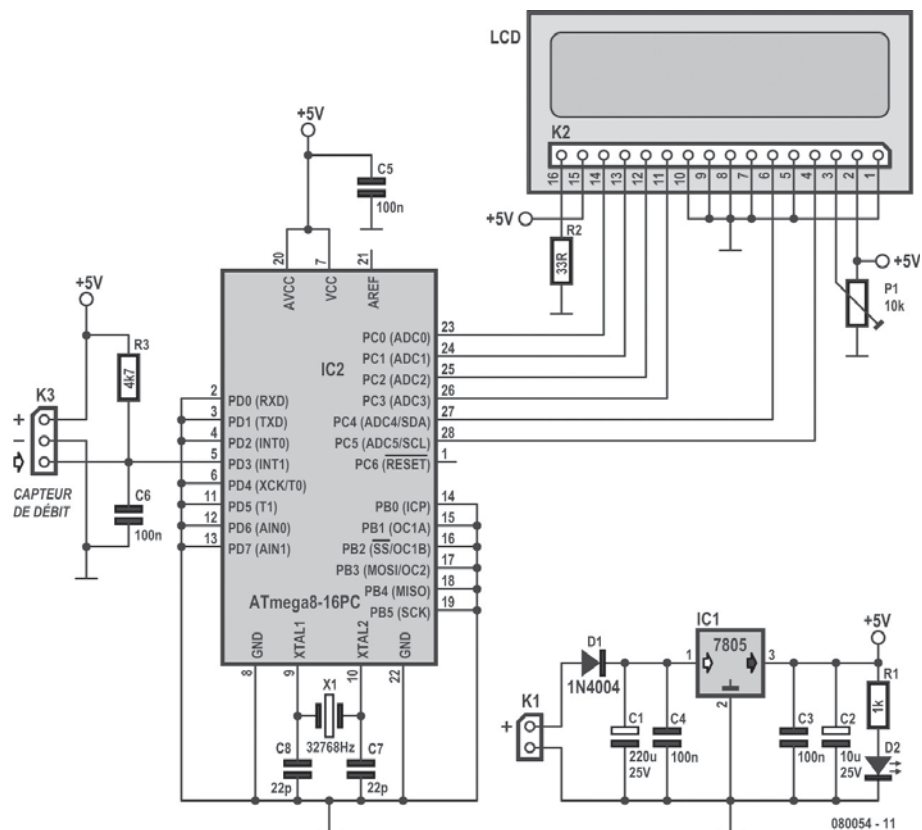 LCD
K2
16 15 14 13 12 11 10 9 8 7 6 5 4 3 2 1
+5V
R2
33R
+5V
P1
10k
+5V
C5
100n
20 7 21
AVCC VCC AREF
IC2
ATmega8-16PC
+5V
R3
4k7
K3
+
–
CAPTEUR
DE DÉBIT
C6
100n
2 PD0 (RXD)
3 PD1 (TXD)
4 PD2 (INT0)
5 PD3 (INT1)
6 PD4 (XCK/T0)
11 PD5 (T1)
12 PD6 (AIN0)
13 PD7 (AIN1)
PC0 (ADC0) 23
PC1 (ADC1) 24
PC2 (ADC2) 25
PC3 (ADC3) 26
PC4 (ADC4/SDA) 27
PC5 (ADC5/SCL) 28
PC6 (RESET) 1
PB0 (ICP) 14
PB1 (OC1A) 15
PB2 (SS/OC1B) 16
PB3 (MOSI/OC2) 17
PB4 (MISO) 18
PB5 (SCK) 19
GND XTAL1 XTAL2 GND
8 9 10 22
X1
32768Hz
C8
22p
C7
22p
K1
+
D1
1N4004
C1
220u
25V
C4
100n
IC1
7805
1 3
2
C3
100n
C2
10u
25V
+5V
R1
1k
D2
080054 - 11